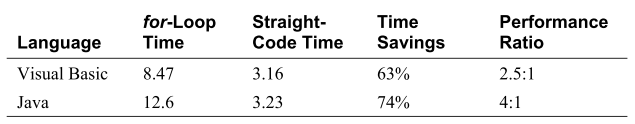 for-Loop Straight- Time Performance
Language Time Code Time Savings Ratio
Visual Basic 8.47 3.16 63% 2.5:1
Java 12.6 3.23 74% 4:1